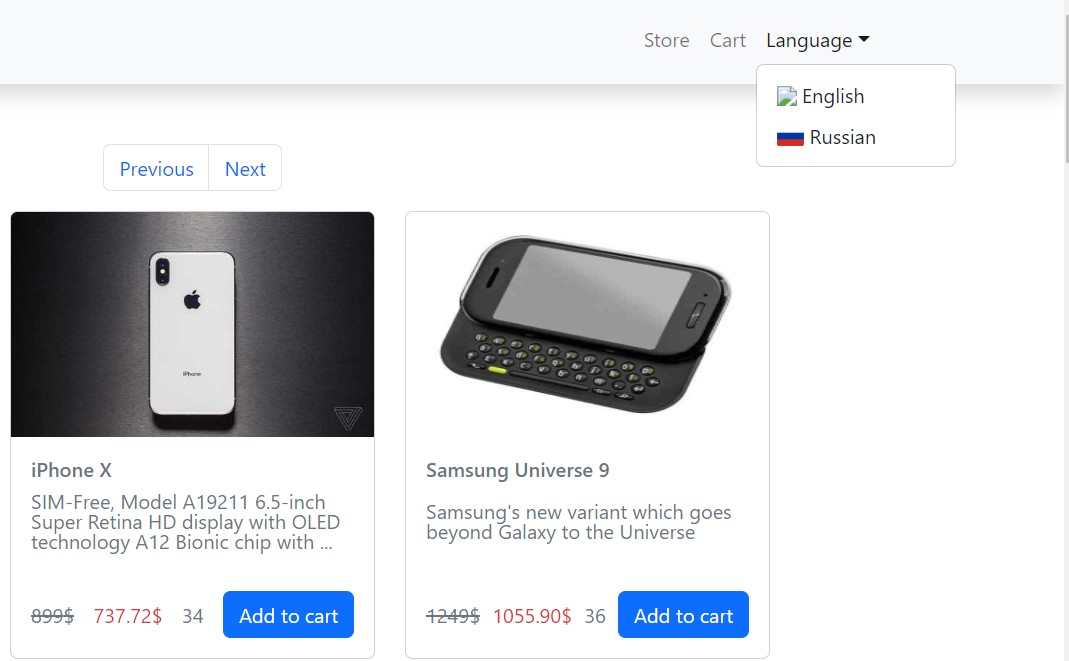 Store Cart Language
English
Russian
Previous Next
iPhone
iPhone X
SIM-Free, Model A19211 6.5-inch
Super Retina HD display with OLED
technology A12 Bionic chip with ...
899$ 737.72$ 34 Add to cart
Samsung Universe 9
Samsung's new variant which goes
beyond Galaxy to the Universe
1249$ 1055.90$ 36 Add to cart